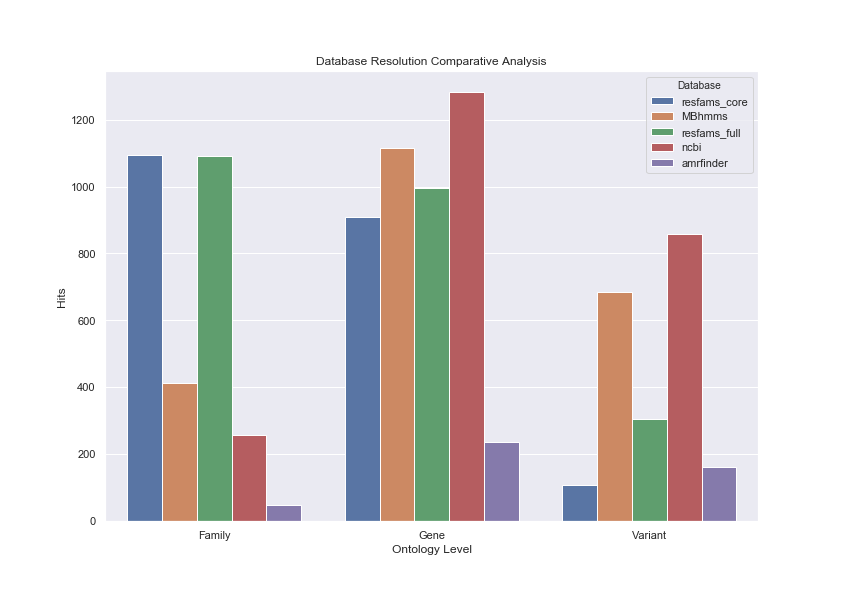 Database Resolution Comparative Analysis
Database
resfams_core
MBhmms
resfams_full
ncbi
amrfinder
Hits
1200
1000
800
600
400
200
0
Family
Gene
Variant
Ontology Level